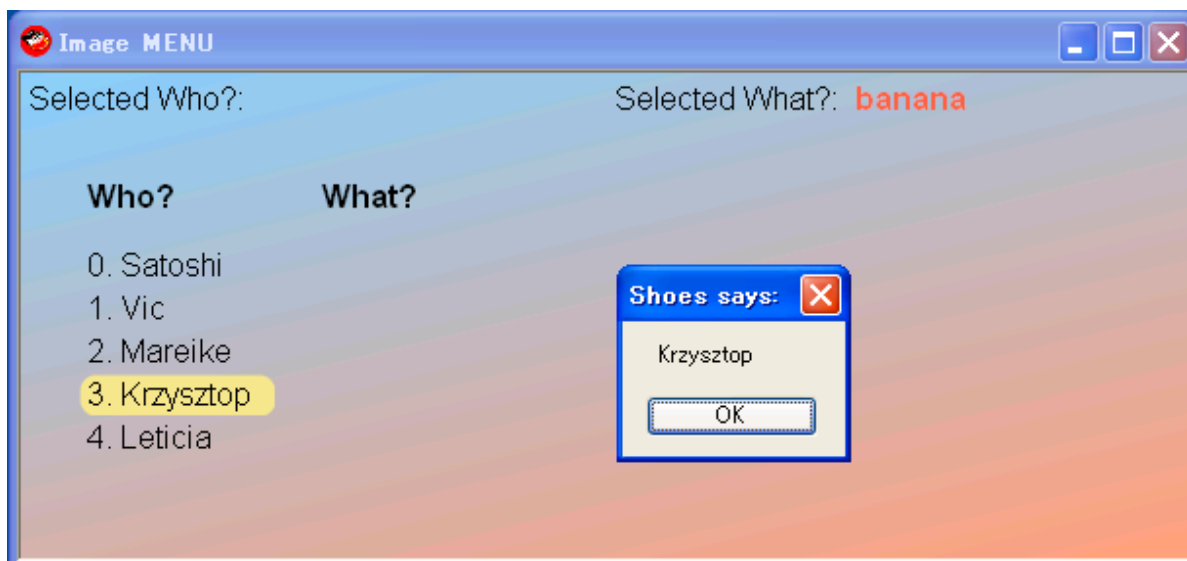 Image MENU
Selected Who?: Selected What?: banana
Who? What?
0. Satoshi
1. Vic
2. Mareike
3. Krzysztop
4. Leticia
Shoes says:
Krzysztop
OK